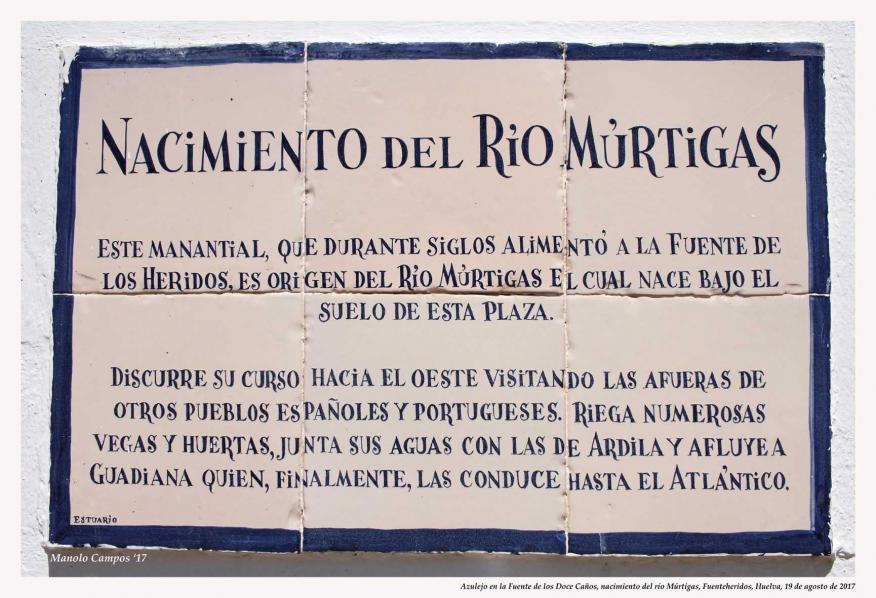 NACIMIENTO DEL RÍO MÚRTIGAS
ESTE MANANTIAL, QUE DURANTE SIGLOS ALIMENTÓ A LA FUENTE DE
LOS HERIDOS, ES ORIGEN DEL RÍO MÚRTIGAS EL CUAL NACE BAJO EL
SUELO DE ESTA PLAZA.
DISCURRE SU CURSO HACIA EL OESTE VISITANDO LAS AFUERAS DE
OTROS PUEBLOS ESPAÑOLES Y PORTUGUESES. RIEGA NUMEROSAS
VEGAS Y HUERTAS, JUNTA SUS AGUAS CON LAS DE ARDILA Y AFLUYE A
GUADIANA QUIEN, FINALMENTE, LAS CONDUCE HASTA EL ATLÁNTICO.
ESTUARIO
Manolo Campos '17
Azulejo en la Fuente de los Doce Caños, nacimiento del río Múrtigas, Fuenteheridos, Huelva, 19 de agosto de 2017